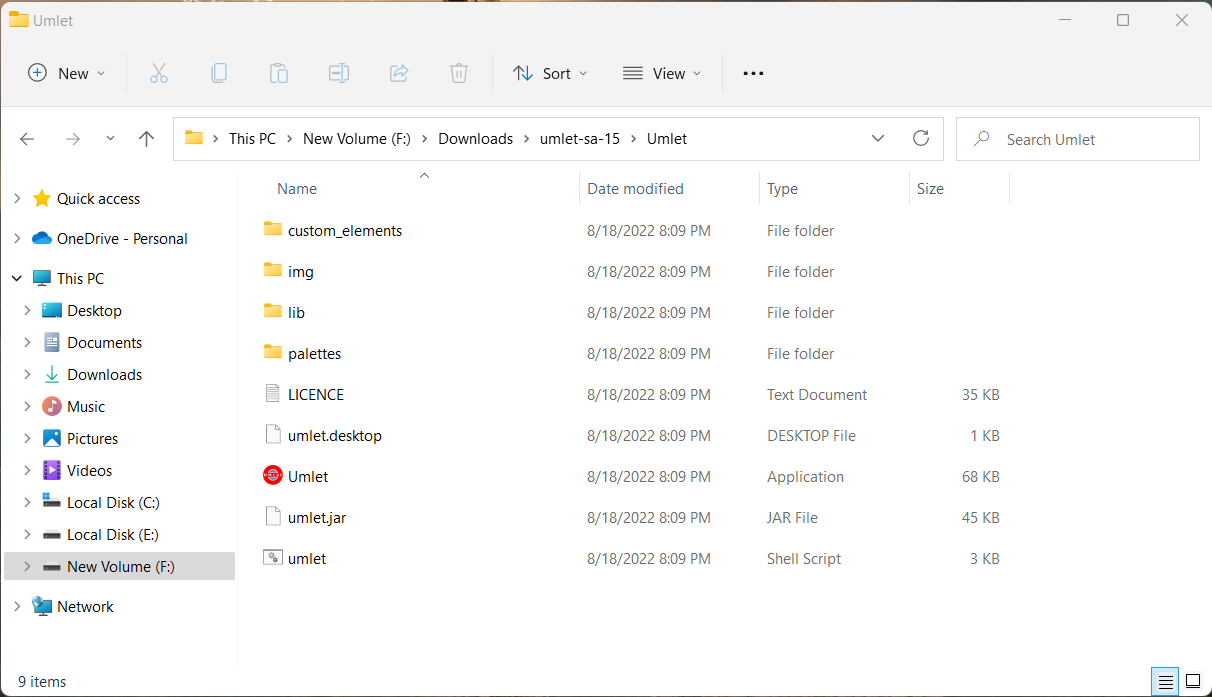 Umlet
New Sort View
This PC New Volume (F:) Downloads umlet-sa-15 Umlet Search Umlet
Quick access
OneDrive - Personal
This PC
Desktop
Documents
Downloads
Music
Pictures
Videos
Local Disk (C:)
Local Disk (E:)
New Volume (F:)
Network
Name Date modified Type Size
custom_elements 8/18/2022 8:09 PM File folder
img 8/18/2022 8:09 PM File folder
lib 8/18/2022 8:09 PM File folder
palettes 8/18/2022 8:09 PM File folder
LICENCE 8/18/2022 8:09 PM Text Document 35 KB
umlet.desktop 8/18/2022 8:09 PM DESKTOP File 1 KB
Umlet 8/18/2022 8:09 PM Application 68 KB
umlet.jar 8/18/2022 8:09 PM JAR File 45 KB
umlet 8/18/2022 8:09 PM Shell Script 3 KB
9 items